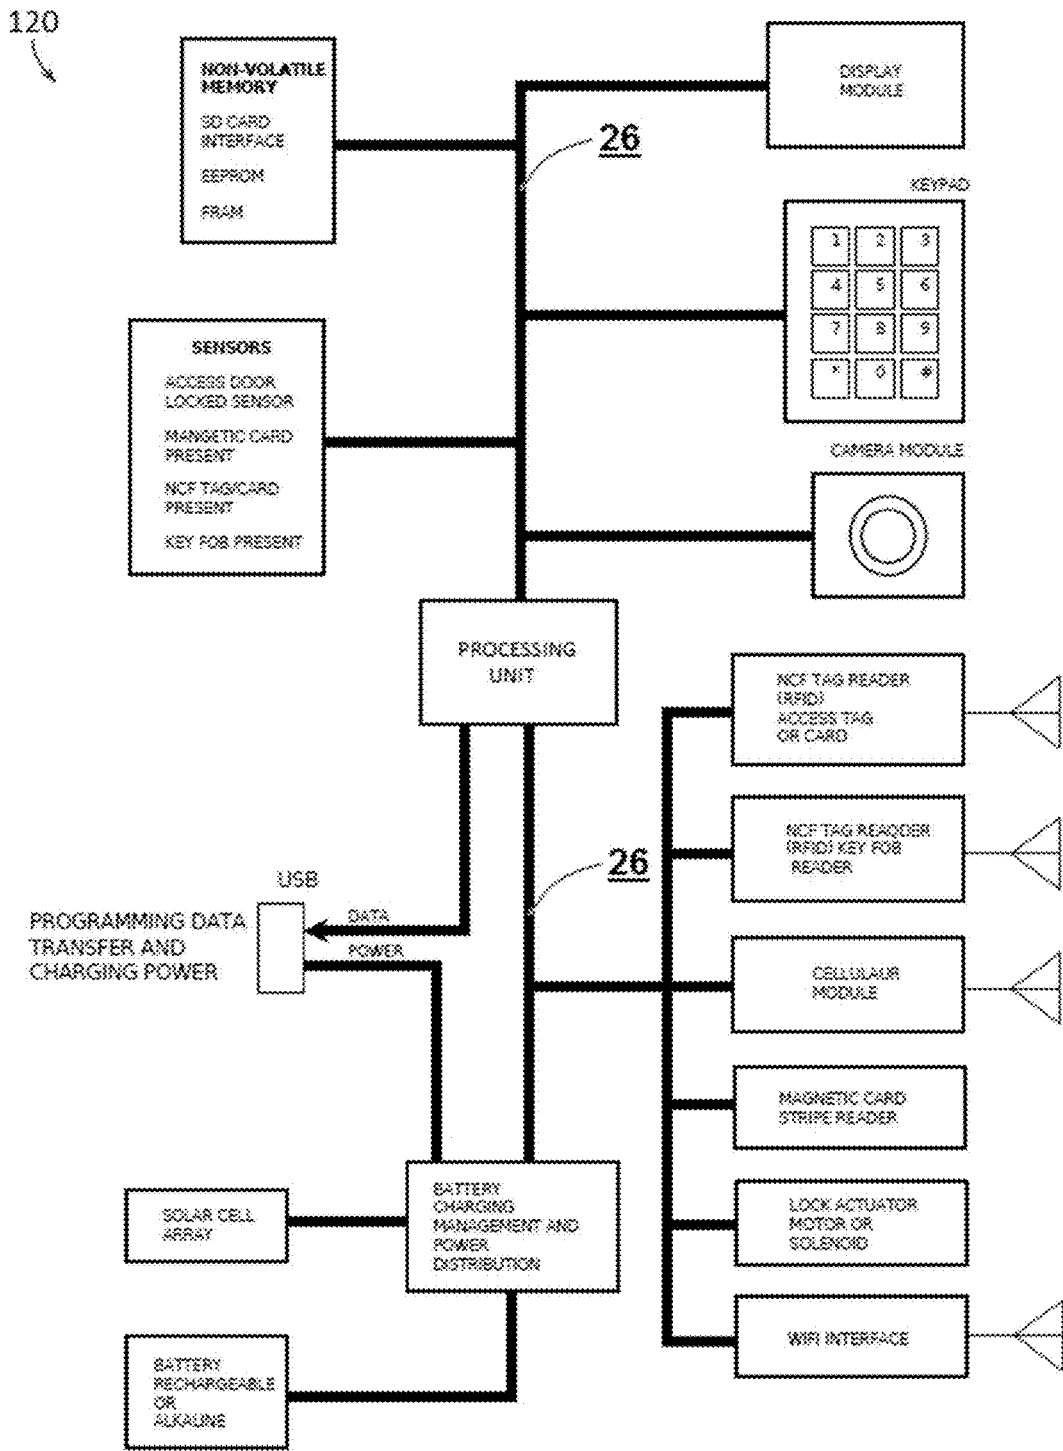 120
NON-VOLATILE
MEMORY
SD CARD
INTERFACE
EEPROM
FRAM
DISPLAY
MODULE
26
KEYPAD
1 2 3
4 5 6
7 8 9
* 0 #
SENSORS
ACCESS DOOR
LOCKED SENSOR
MANGETIC CARD
PRESENT
NCF TAG/CARD
PRESENT
KEY FOB PRESENT
CAMERA MODULE
PROCESSING
UNIT
NCF TAG READER
(RFID)
ACCESS TAG
OR CARD
NCF TAG REAQDER
(RFID) KEY FOB
READER
26
USB
PROGRAMMING DATA
TRANSFER AND
CHARGING POWER
DATA
POWER
CELLULAUR
MODULE
MAGNETIC CARD
STRIPE READER
SOLAR CELL
ARRAY
BATTERY
CHARGING
MANAGEMENT AND
POWER
DISTRIBUTION
LOCK ACTUATOR
MOTOR OR
SOLENOID
WIFI INTERFACE
BATTERY
RECHARGEABLE
OR
ALKALINE